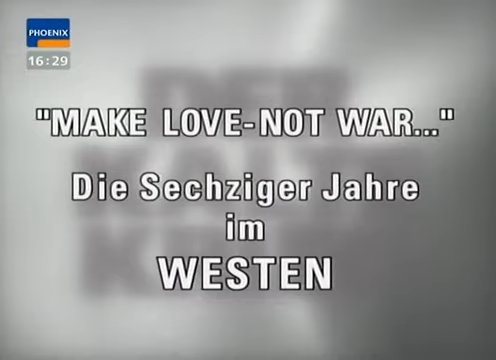 PHOENIX
16:29
"MAKE LOVE-NOT WAR..."
Die Sechziger Jahre
im
WESTEN